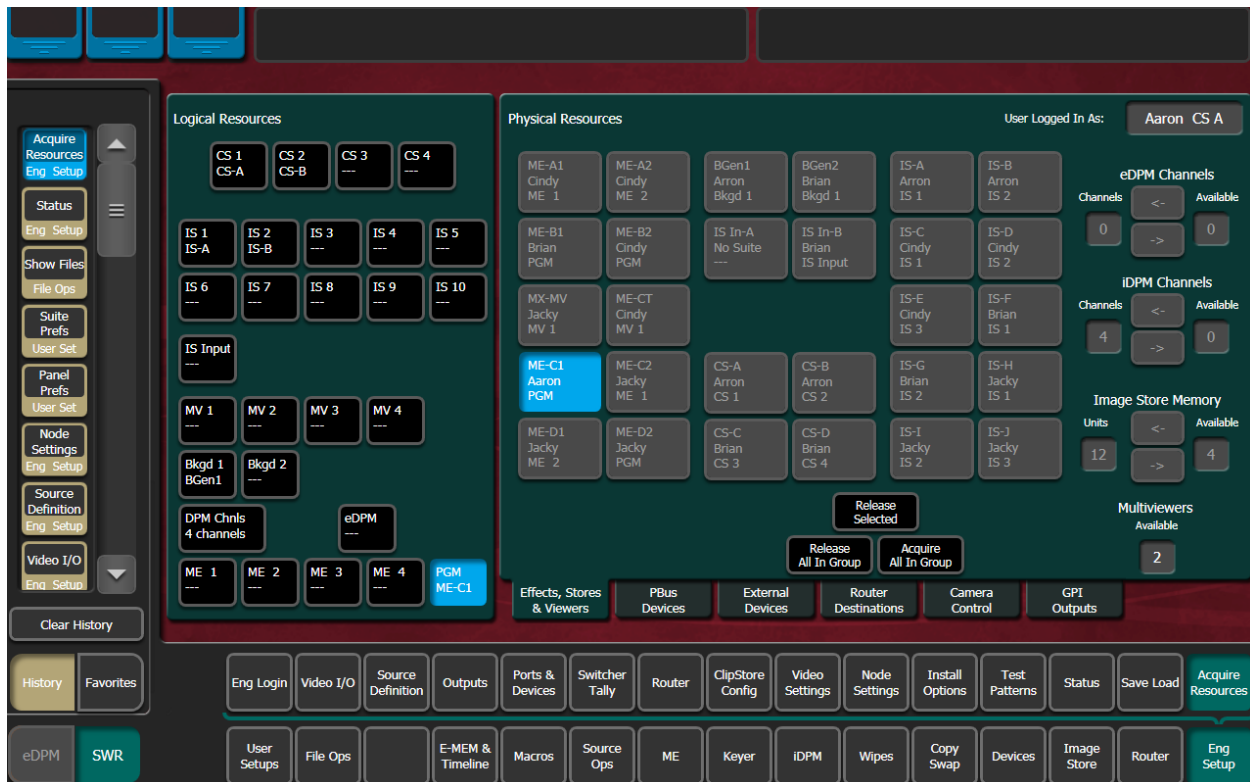 Acquire
Resources
Eng Setup
Status
Eng Setup
Show Files
File Ops
Suite
Prefs
User Set
Panel
Prefs
User Set
Node
Settings
Eng Setup
Source
Definition
Eng Setup
Video I/O
Eng Setup
Clear History
History
Favorites
eDPM
SWR
Logical Resources
CS 1
CS-A
CS 2
CS-B
CS 3
---
CS 4
---
IS 1
IS-A
IS 2
IS-B
IS 3
---
IS 4
---
IS 5
---
IS 6
---
IS 7
---
IS 8
---
IS 9
---
IS 10
---
IS Input
---
MV 1
---
MV 2
---
MV 3
---
MV 4
---
Bkgd 1
BGen1
Bkgd 2
---
DPM Chnls
4 channels
eDPM
---
ME 1
---
ME 2
---
ME 3
---
ME 4
---
PGM
ME-C1
Physical Resources
User Logged In As:
Aaron CS A
ME-A1
Cindy
ME 1
ME-A2
Cindy
ME 2
BGen1
Arron
Bkgd 1
BGen2
Brian
Bkgd 1
IS-A
Arron
IS 1
IS-B
Arron
IS 2
ME-B1
Brian
PGM
ME-B2
Cindy
PGM
IS In-A
No Suite
---
IS In-B
Brian
IS Input
IS-C
Cindy
IS 1
IS-D
Cindy
IS 2
MX-MV
Jacky
MV 1
ME-CT
Cindy
MV 1
IS-E
Cindy
IS 3
IS-F
Brian
IS 1
ME-C1
Aaron
PGM
ME-C2
Jacky
ME 1
CS-A
Arron
CS 1
CS-B
Arron
CS 2
IS-G
Brian
IS 2
IS-H
Jacky
IS 1
ME-D1
Jacky
ME 2
ME-D2
Jacky
PGM
CS-C
Brian
CS 3
CS-D
Brian
CS 4
IS-I
Jacky
IS 2
IS-J
Jacky
IS 3
eDPM Channels
Channels
<-
Available
0
->
0
iDPM Channels
Channels
<-
Available
4
->
0
Image Store Memory
Units
<-
Available
12
->
4
Multiviewers
Available
2
Release
Selected
Release
All In Group
Acquire
All In Group
Effects, Stores
& Viewers
PBus
Devices
External
Devices
Router
Destinations
Camera
Control
GPI
Outputs
Eng Login
Video I/O
Source
Definition
Outputs
Ports &
Devices
Switcher
Tally
Router
ClipStore
Config
Video
Settings
Node
Settings
Install
Options
Test
Patterns
Status
Save Load
Acquire
Resources
User
Setups
File Ops
E-MEM &
Timeline
Macros
Source
Ops
ME
Keyer
iDPM
Wipes
Copy
Swap
Devices
Image
Store
Router
Eng
Setup